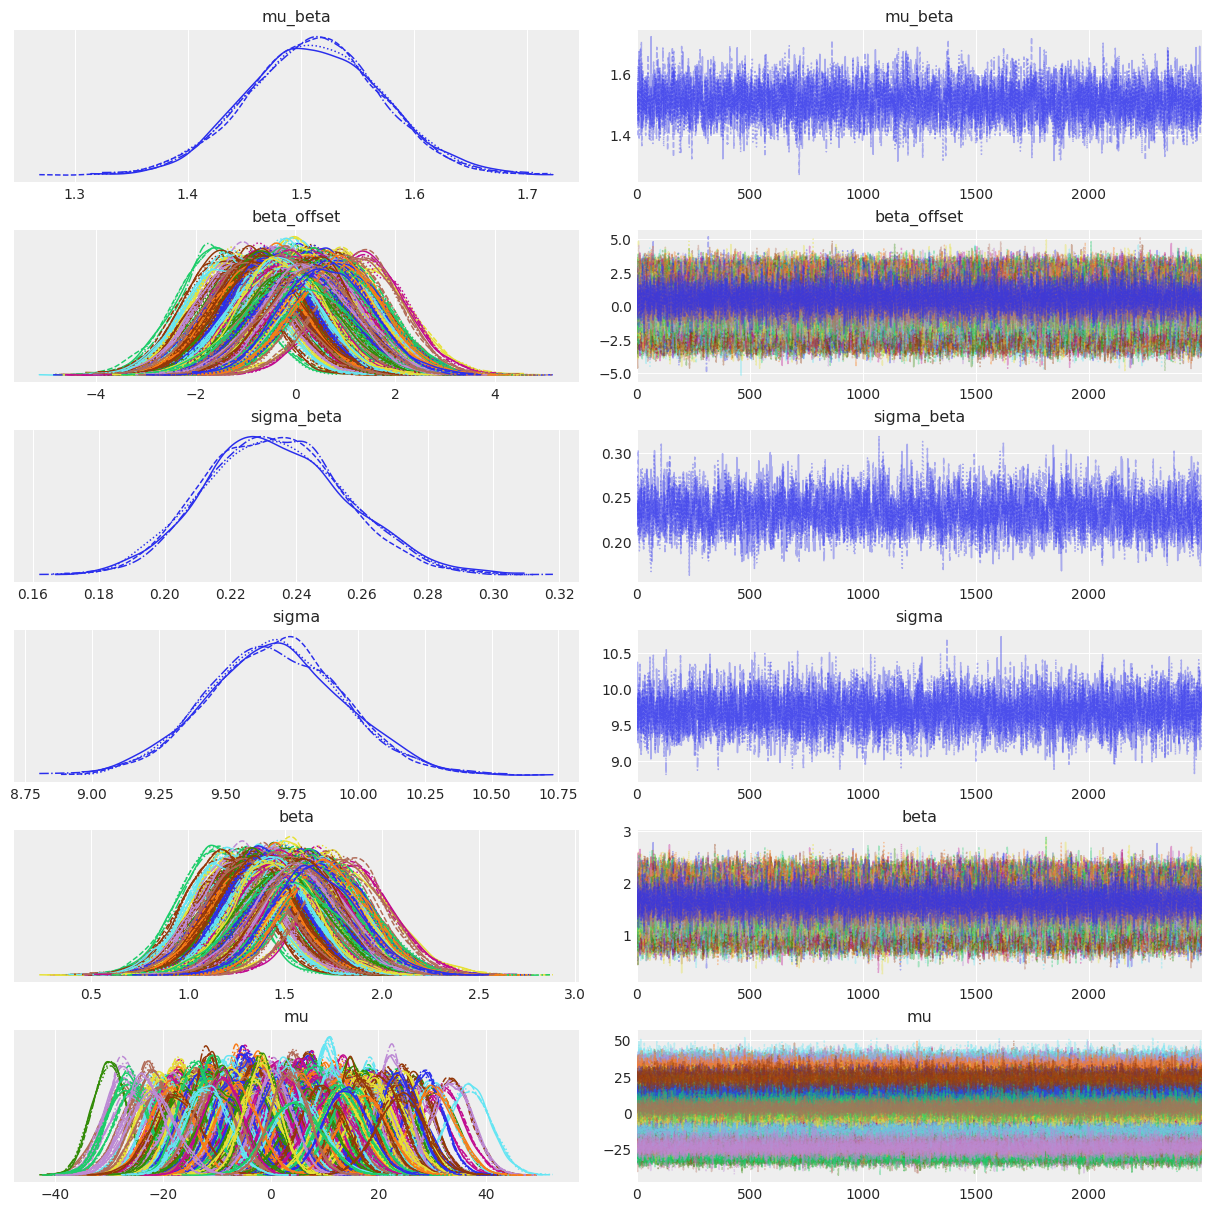 mu_beta mu_beta
1.6
1.4
1.3 1.4 1.5 1.6 1.7 0 500 1000 1500 2000
beta_offset beta_offset
5.0
2.5
0.0
−2.5
−5.0
−4 −2 0 2 4 0 500 1000 1500 2000
sigma_beta sigma_beta
0.30
0.25
0.20
0.16 0.18 0.20 0.22 0.24 0.26 0.28 0.30 0.32 0 500 1000 1500 2000
sigma sigma
10.5
10.0
9.5
9.0
8.75 9.00 9.25 9.50 9.75 10.00 10.25 10.50 10.75 0 500 1000 1500 2000
beta beta
3
2
1
0.5 1.0 1.5 2.0 2.5 3.0 0 500 1000 1500 2000
mu mu
50
25
0
−25
−40 −20 0 20 40 0 500 1000 1500 2000